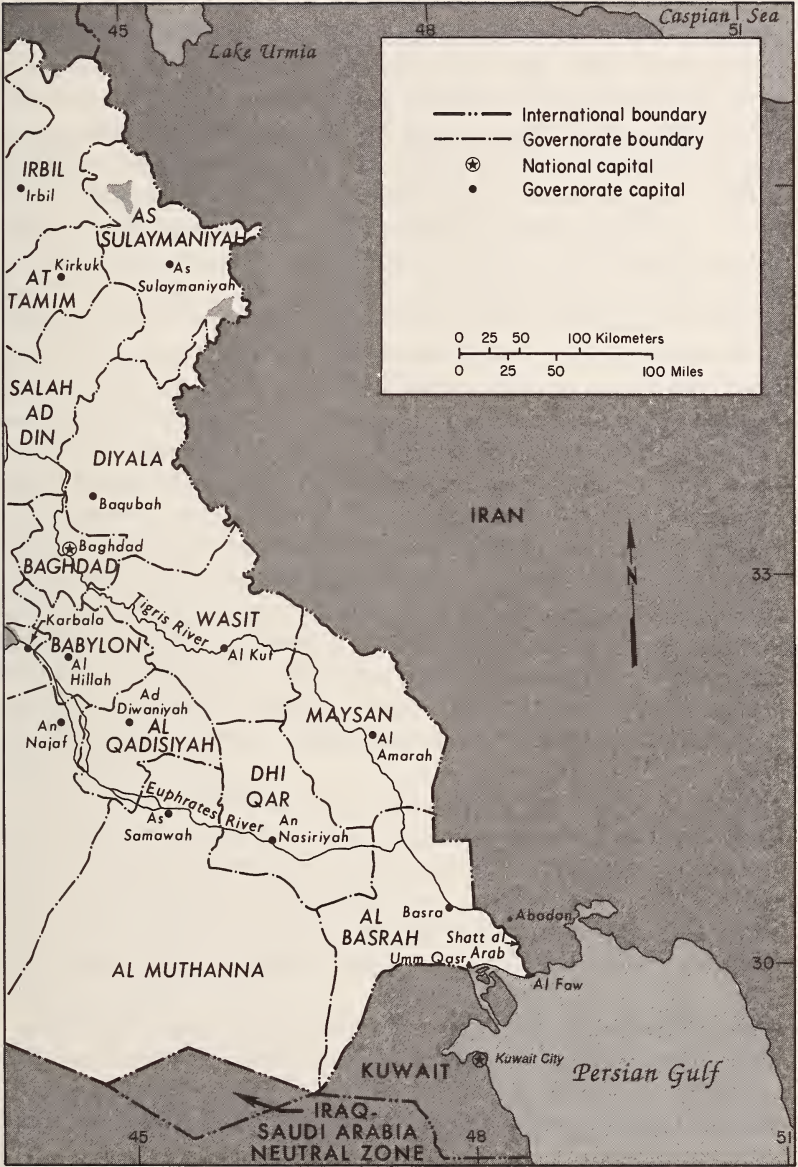 45
48
51
Caspian Sea
Lake Urmia
International boundary
Governorate boundary
National capital
Governorate capital
0 25 50 100 Kilometers
0 25 50 100 Miles
IRBIL
Irbil
AS
SULAYMANIYAH
Kirkuk
As
Sulaymaniyah
AT
TAMIM
SALAH
AD
DIN
DIYALA
Baqubah
IRAN
N
33
Baghdad
BAGHDAD
Tigris River
WASIT
Karbala
BABYLON
Al
Hillah
Al Kut
Ad
Diwaniyah
An
Najaf
AL
QADISIYAH
MAYSAN
Al
Amarah
DHI
QAR
Euphrates River
As
Samawah
An
Nasiriyah
AL
BASRAH
Basra
Abadan
Shatt al
Arab
Umm Qasr
30
Al Faw
AL MUTHANNA
KUWAIT
Kuwait City
Persian Gulf
IRAQ-
SAUDI ARABIA
NEUTRAL ZONE
45
48
51